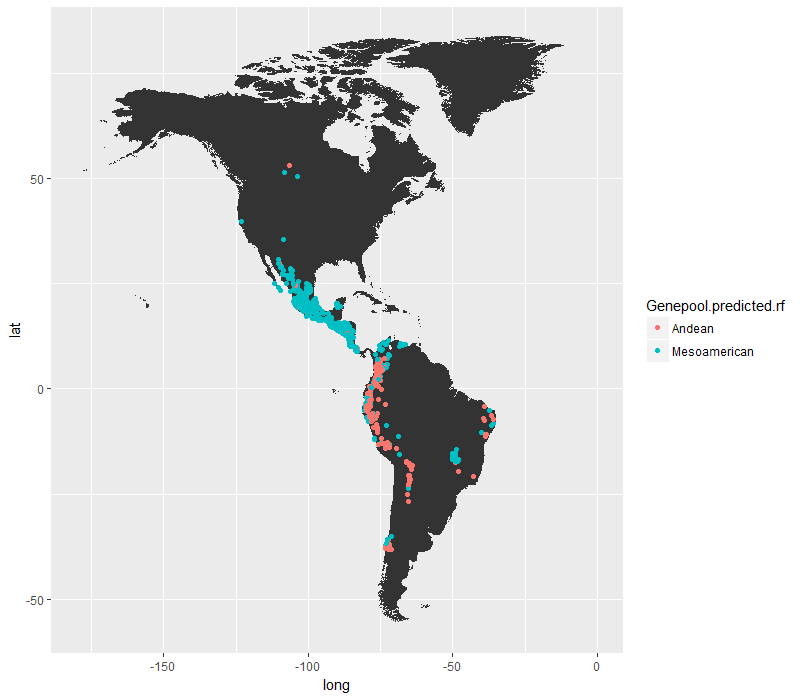 50
0
-50
lat
-150
-100
-50
0
long
Genepool.predicted.rf
Andean
Mesoamerican